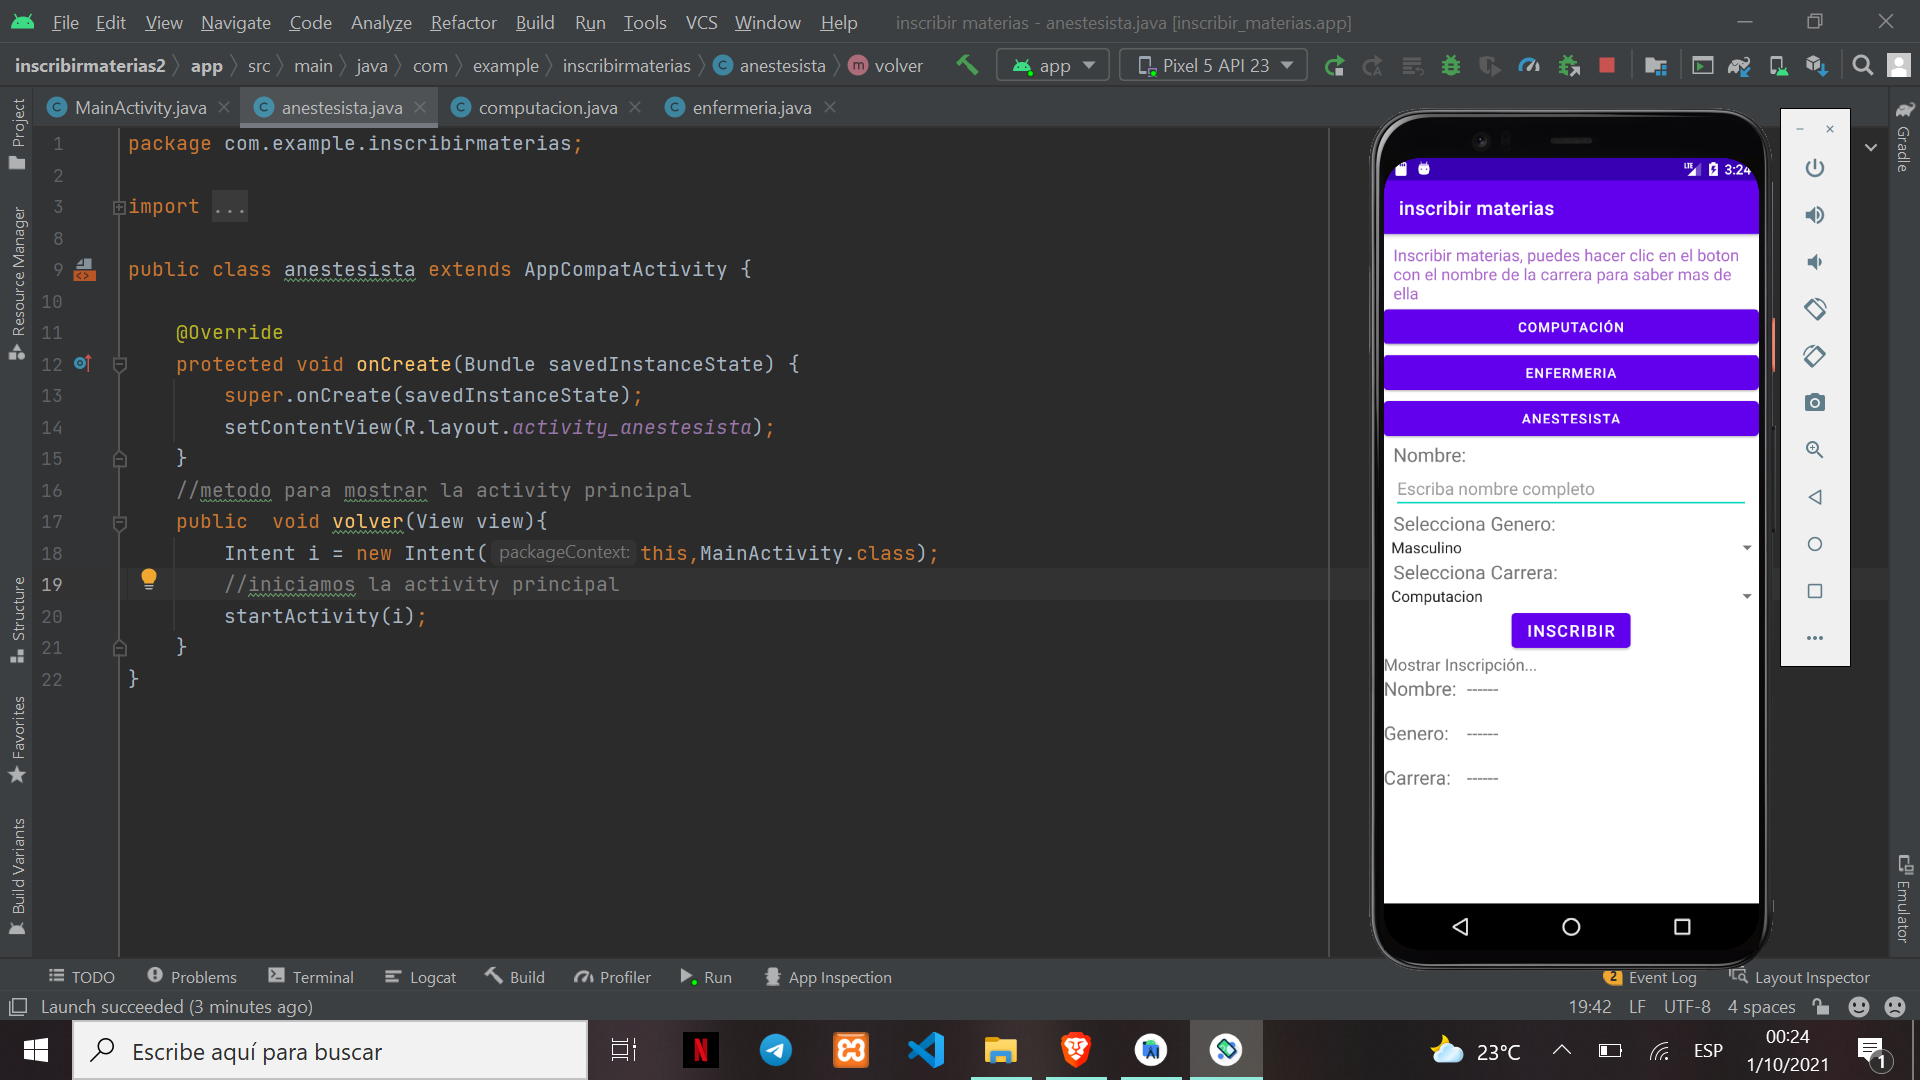 File Edit View Navigate Code Analyze Refactor Build Run Tools VCS Window Help inscribir materias - anestesista.java [inscribir_materias.app]
inscribirmaterias2 app src main java com example inscribirmaterias C anestesista m volver app Pixel 5 API 23
C MainActivity.java C anestesista.java C computacion.java C enfermeria.java
Project
Resource Manager
Structure
Favorites
Build Variants
1 package com.example.inscribirmaterias;
2
3 import ...
8
9 public class anestesista extends AppCompatActivity {
10
11 @Override
12 protected void onCreate(Bundle savedInstanceState) {
13 super.onCreate(savedInstanceState);
14 setContentView(R.layout.activity_anestesista);
15 }
16 //metodo para mostrar la activity principal
17 public  void volver(View view){
18 Intent i = new Intent( packageContext: this,MainActivity.class);
19 //iniciamos la activity principal
20 startActivity(i);
21 }
22 }
LTE 3:24
inscribir materias
Inscribir materias, puedes hacer clic en el boton
con el nombre de la carrera para saber mas de
ella
COMPUTACIÓN
ENFERMERIA
ANESTESISTA
Nombre:
Escriba nombre completo
Selecciona Genero:
Masculino
Selecciona Carrera:
Computacion
INSCRIBIR
Mostrar Inscripción...
Nombre: ------
Genero: ------
Carrera: ------
Gradle
Emulator
TODO Problems Terminal Logcat Build Profiler Run App Inspection 2 Event Log Layout Inspector
Launch succeeded (3 minutes ago) 19:42 LF UTF-8 4 spaces
Escribe aquí para buscar N AI 23°C ESP 00:24
1/10/2021 1